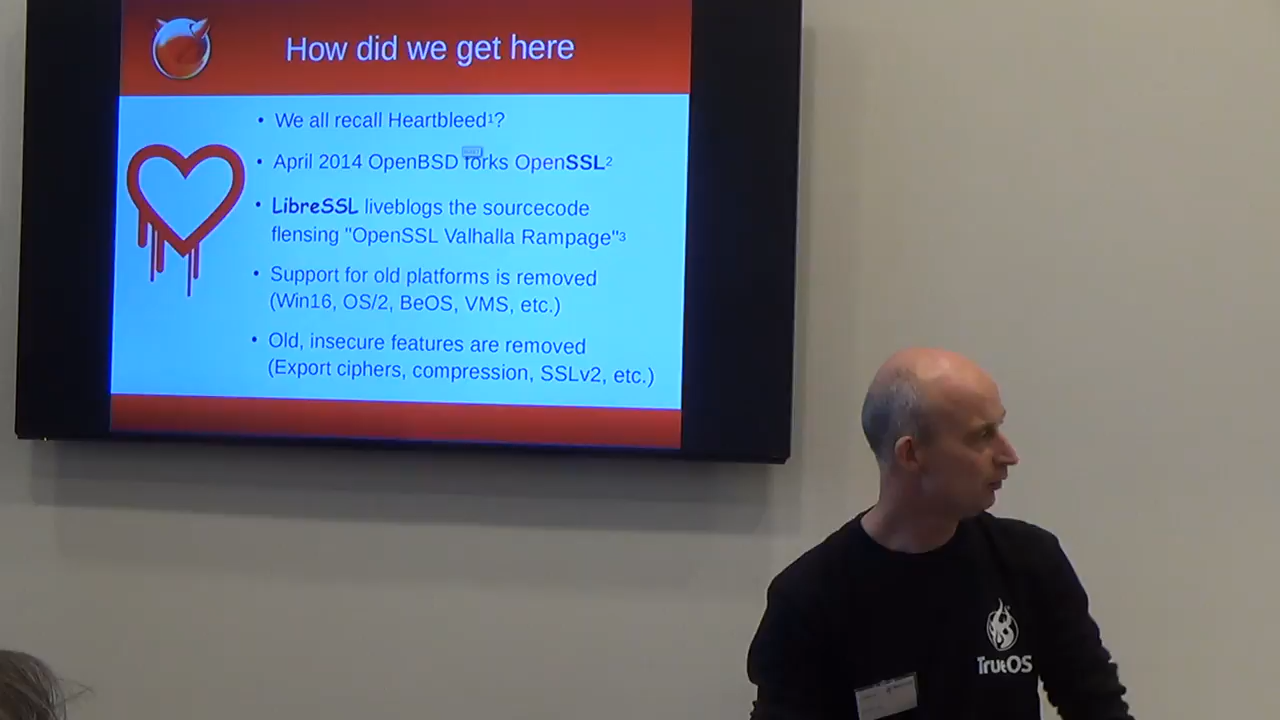 How did we get here
• We all recall Heartbleed1?
• April 2014 OpenBSD forks OpenSSL2
• LibreSSL liveblogs the sourcecode
flensing "OpenSSL Valhalla Rampage"3
• Support for old platforms is removed
(Win16, OS/2, BeOS, VMS, etc.)
• Old, insecure features are removed
(Export ciphers, compression, SSLv2, etc.)
TrueOS